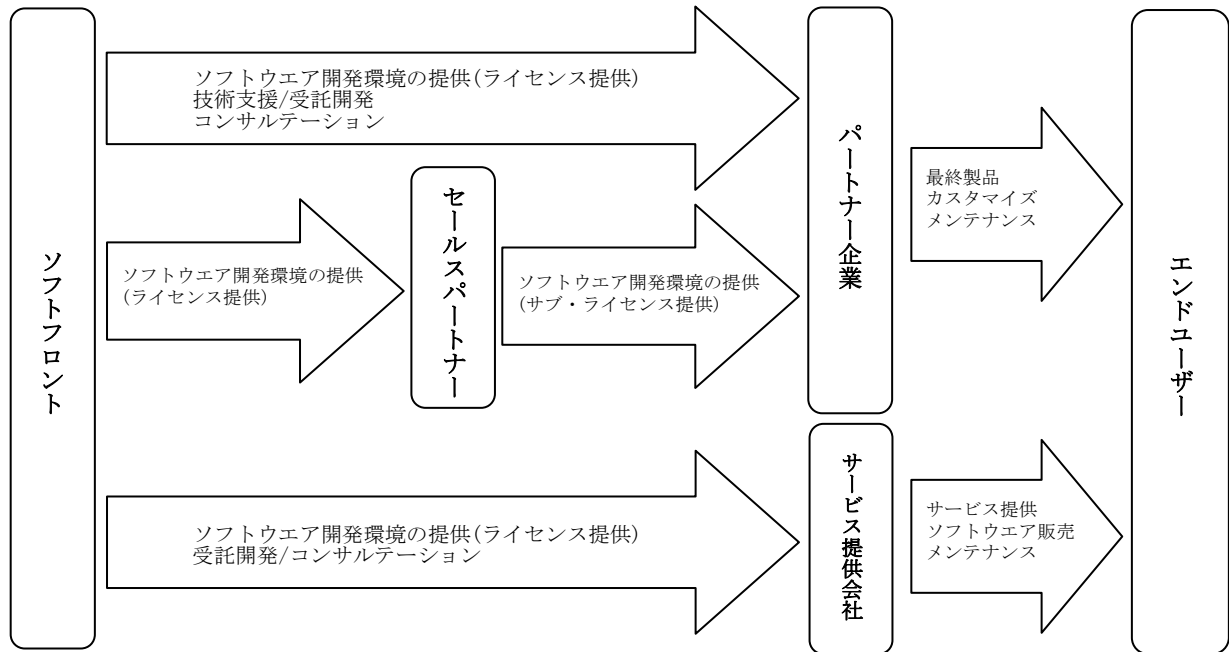 ソフトフロント
ソフトウエア開発環境の提供(ライセンス提供)
技術支援/受託開発
コンサルテーション
ソフトウエア開発環境の提供
(ライセンス提供)
セールスパートナー
ソフトウエア開発環境の提供
(サブ・ライセンス提供)
パートナー企業
最終製品
カスタマイズ
メンテナンス
ソフトウエア開発環境の提供(ライセンス提供)
受託開発/コンサルテーション
サービス提供会社
サービス提供
ソフトウエア販売
メンテナンス
エンドユーザー